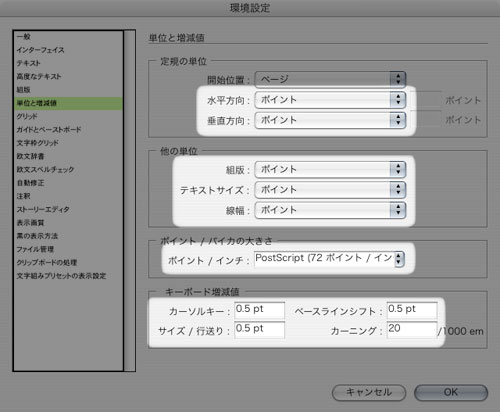 環境設定
一般
インターフェイス
テキスト
高度なテキスト
組版
単位と増減値
グリッド
ガイドとペーストボード
文字枠グリッド
欧文辞書
欧文スペルチェック
自動修正
注釈
ストーリーエディタ
表示画質
黒の表示方法
ファイル管理
クリップボードの処理
文字組みプリセットの表示設定
単位と増減値
定規の単位
開始位置 : ページ
水平方向 : ポイント ポイント
垂直方向 : ポイント ポイント
他の単位
組版 : ポイント
テキストサイズ : ポイント
線幅 : ポイント
ポイント / パイカの大きさ
ポイント / インチ : PostScript (72 ポイント / イン
キーボード増減値
カーソルキー : 0.5 pt ベースラインシフト : 0.5 pt
サイズ / 行送り : 0.5 pt カーニング : 20 /1000 em
キャンセル OK